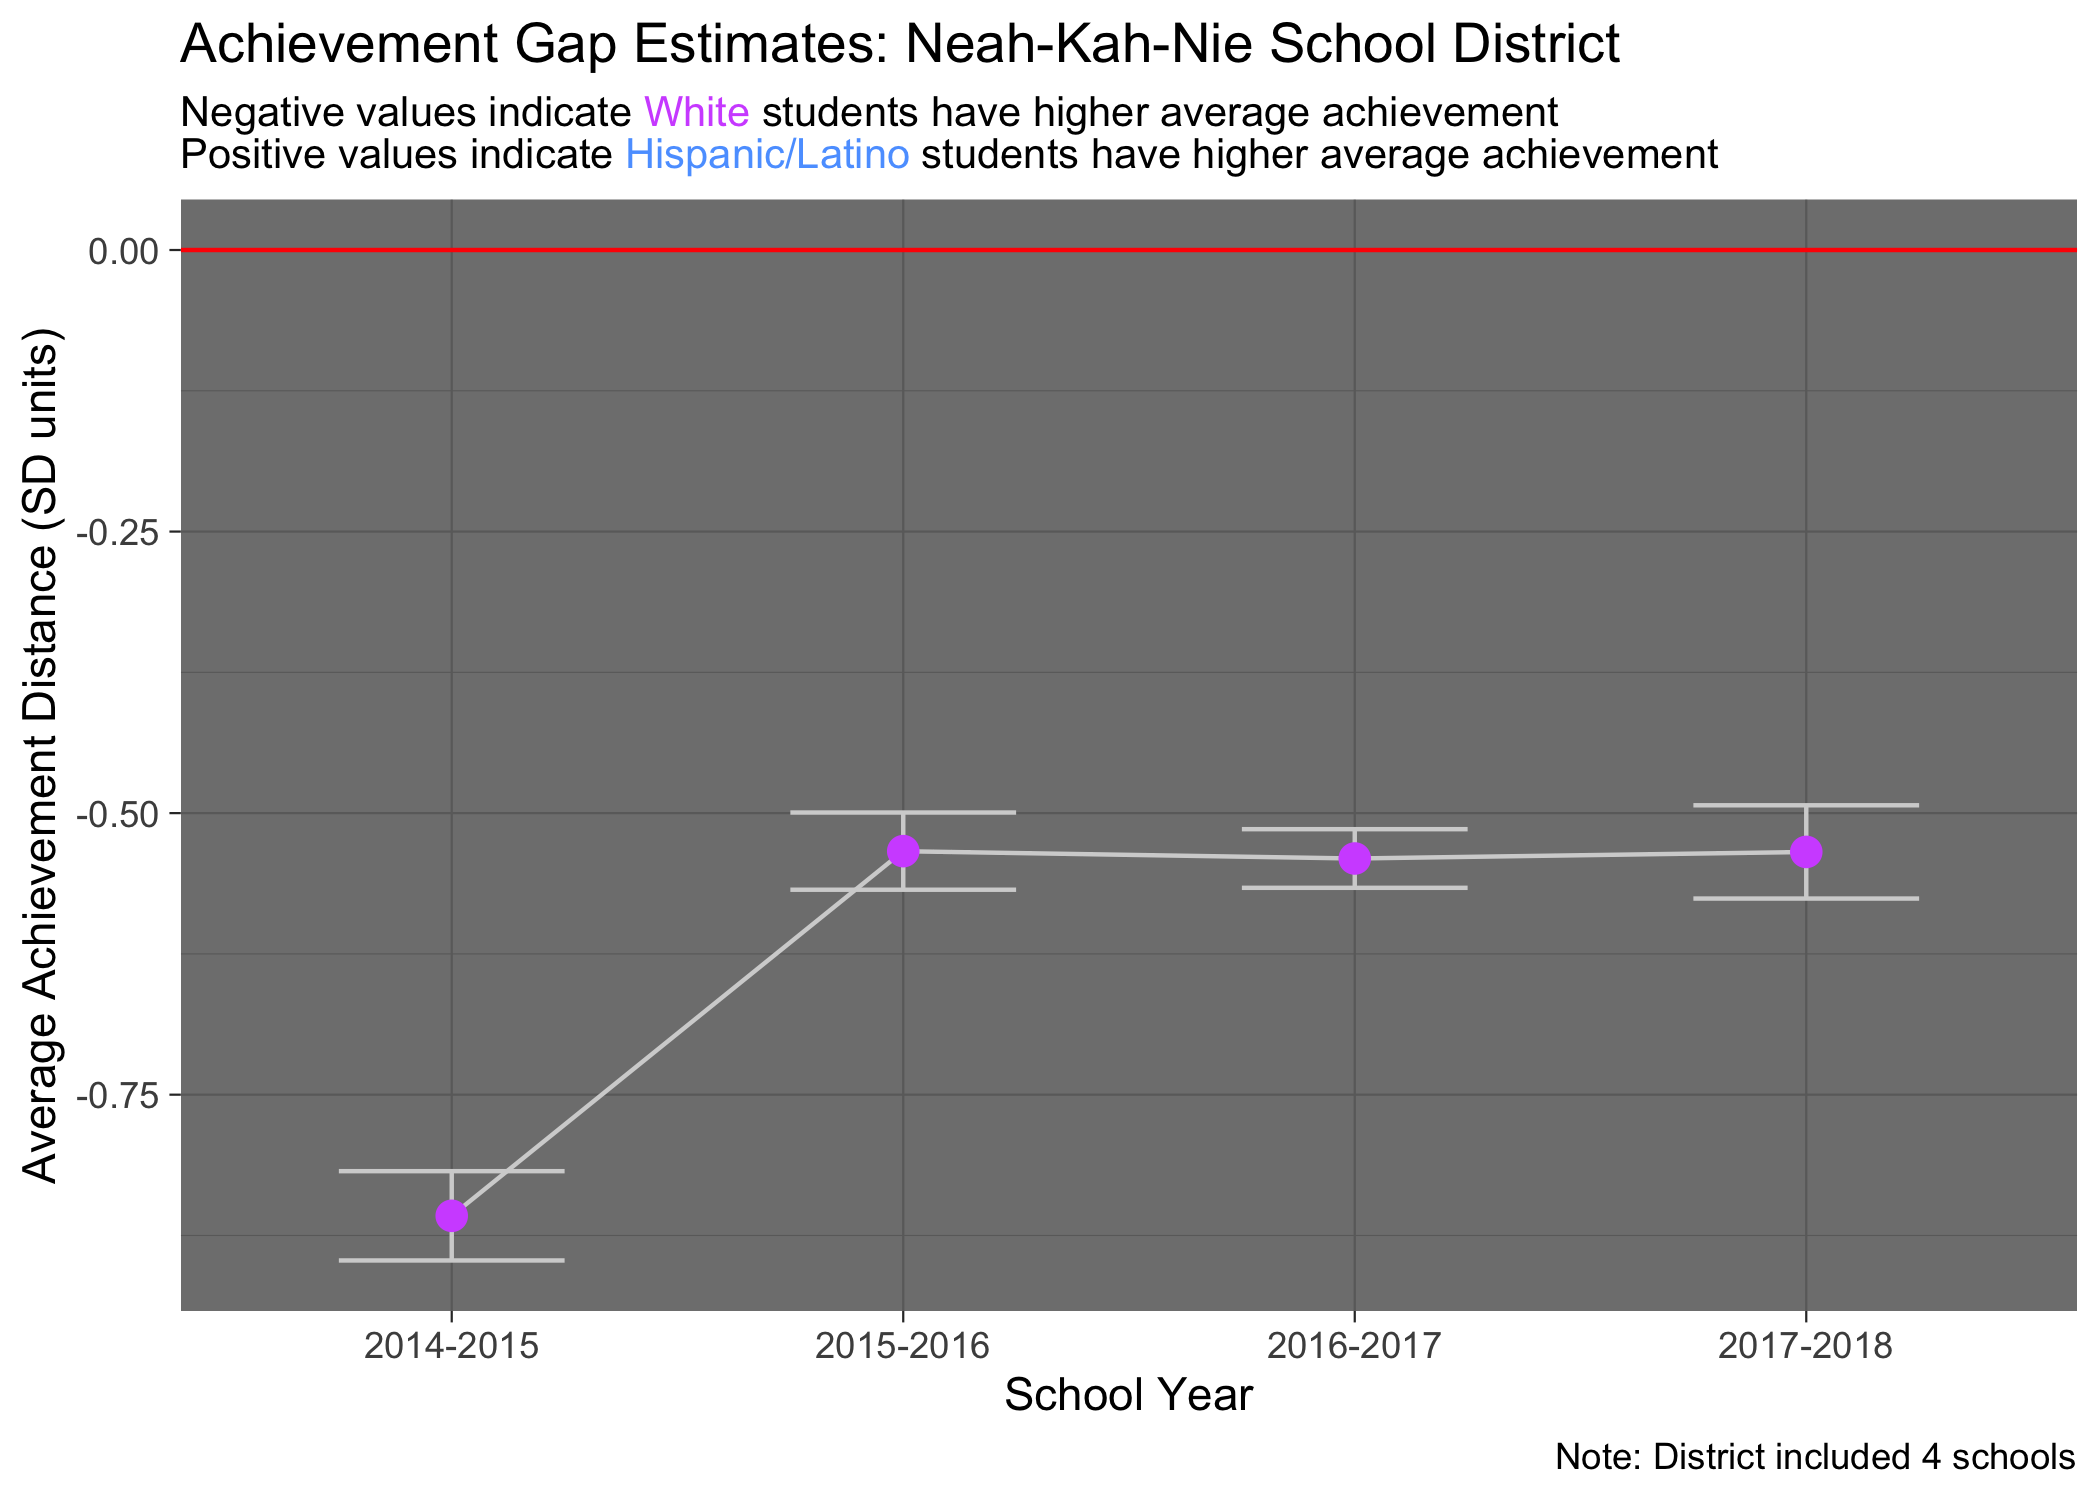 Achievement Gap Estimates: Neah-Kah-Nie School District
Negative values indicate White students have higher average achievement
Positive values indicate Hispanic/Latino students have higher average achievement
Average Achievement Distance (SD units)
0.00
-0.25
-0.50
-0.75
2014-2015
2015-2016
2016-2017
2017-2018
School Year
Note: District included 4 schools